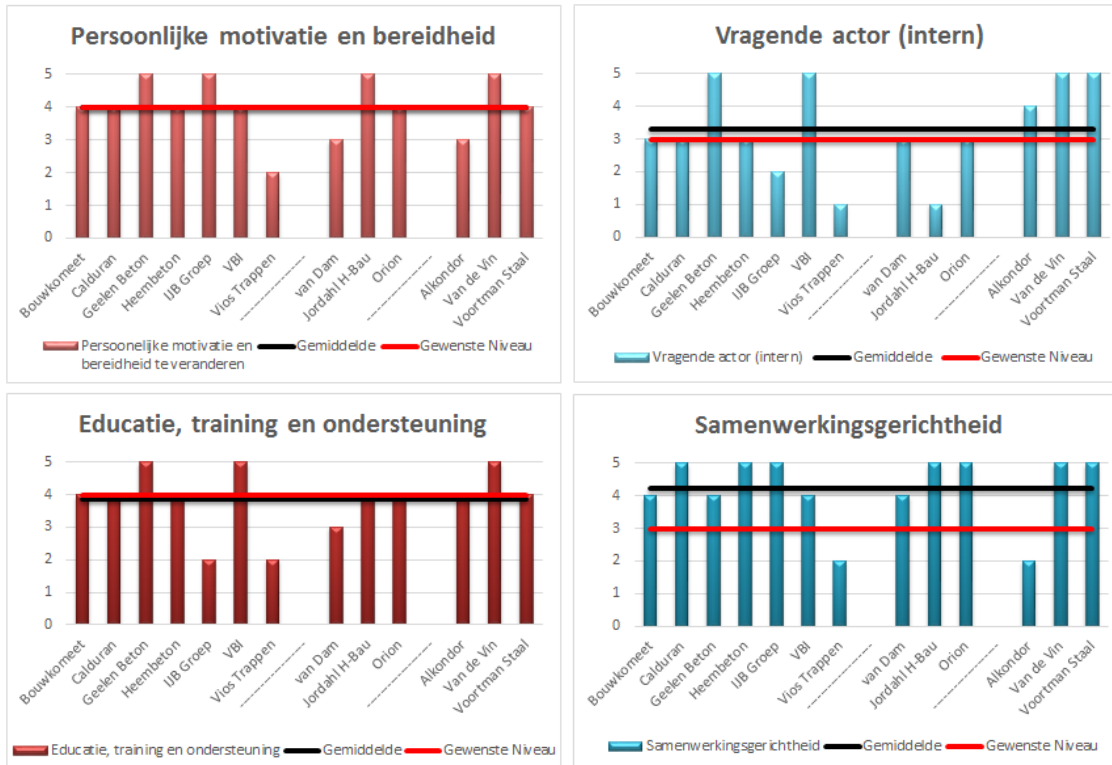 Persoonlijke motivatie en bereidheid
5
4
3
2
1
0
Bouwkomeet
Calduran
Geelen Beton
Heembeton
IJB Groep
VBI
Vios Trappen
---------------
van Dam
Jordahl H-Bau
Orion
---------------
Alkondor
Van de Vin
Voortman Staal
Persoonelijke motivatie en
bereidheid te veranderen
Gemiddelde
Gewenste Niveau
Vragende actor (intern)
5
4
3
2
1
0
Bouwkomeet
Calduran
Geelen Beton
Heembeton
IJB Groep
VBI
Vios Trappen
---------------
van Dam
Jordahl H-Bau
Orion
---------------
Alkondor
Van de Vin
Voortman Staal
Vragende actor (intern)
Gemiddelde
Gewenste Niveau
Educatie, training en ondersteuning
5
4
3
2
1
0
Bouwkomeet
Calduran
Geelen Beton
Heembeton
IJB Groep
VBI
Vios Trappen
---------------
van Dam
Jordahl H-Bau
Orion
---------------
Alkondor
Van de Vin
Voortman Staal
Educatie, training en ondersteuning
Gemiddelde
Gewenste Niveau
Samenwerkingsgerichtheid
5
4
3
2
1
0
Bouwkomeet
Calduran
Geelen Beton
Heembeton
IJB Groep
VBI
Vios Trappen
---------------
van Dam
Jordahl H-Bau
Orion
---------------
Alkondor
Van de Vin
Voortman Staal
Samenwerkingsgerichtheid
Gemiddelde
Gewenste Niveau